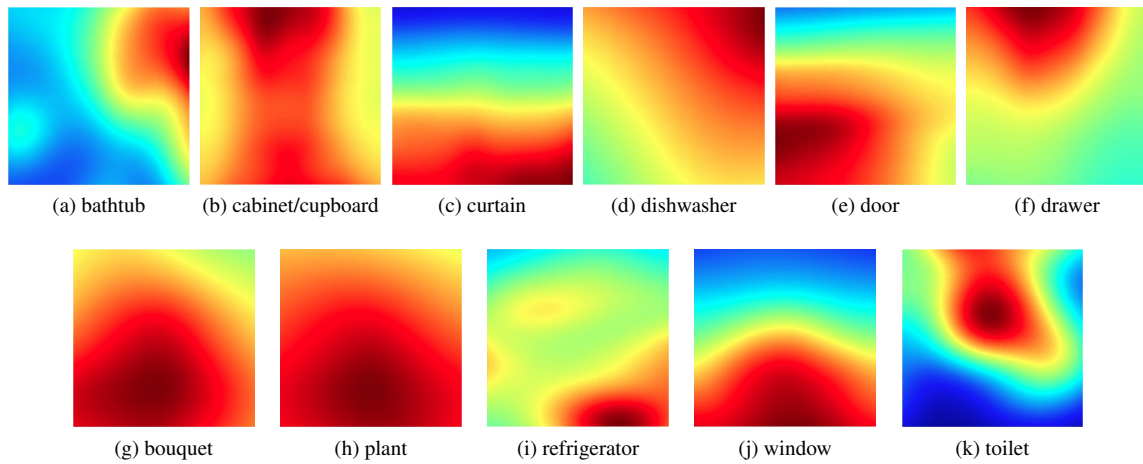 (a) bathtub (b) cabinet/cupboard (c) curtain (d) dishwasher (e) door (f) drawer
(g) bouquet (h) plant (i) refrigerator (j) window (k) toilet